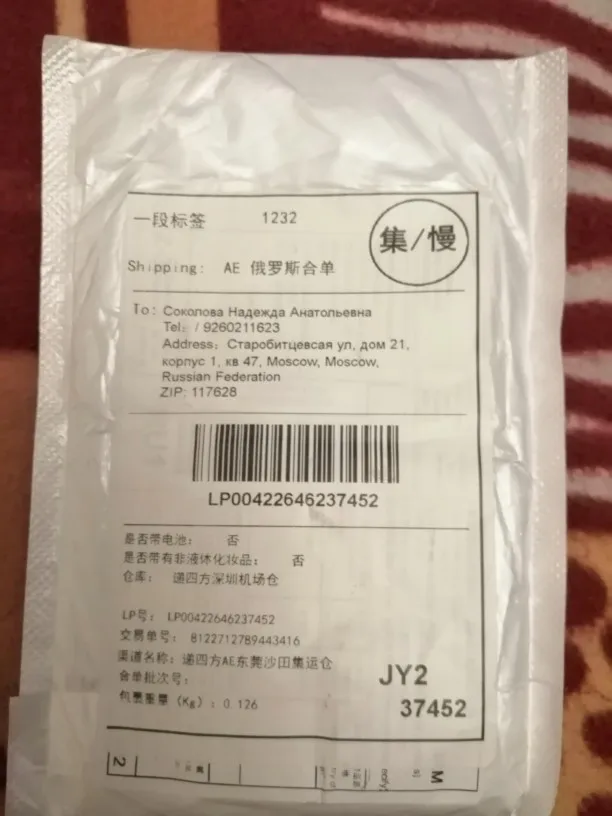 一段标签 1232
集/慢
Shipping: AE 俄罗斯合单
To: Соколова Надежда Анатольевна
Tel: / 9260211623
Address: Старобитцевская ул, дом 21,
корпус 1, кв 47, Moscow, Moscow,
Russian Federation
ZIP: 117628
LP00422646237452
是否带电池: 否
是否带有非液体化妆品: 否
仓库: 递四方深圳机场仓
LP号: LP00422646237452
交易单号: 8122712789443416
渠道名称: 递四方AE东莞沙田集运仓
合单批次号:
包裹重量 (Kg): 0.126
JY2
37452
2
M